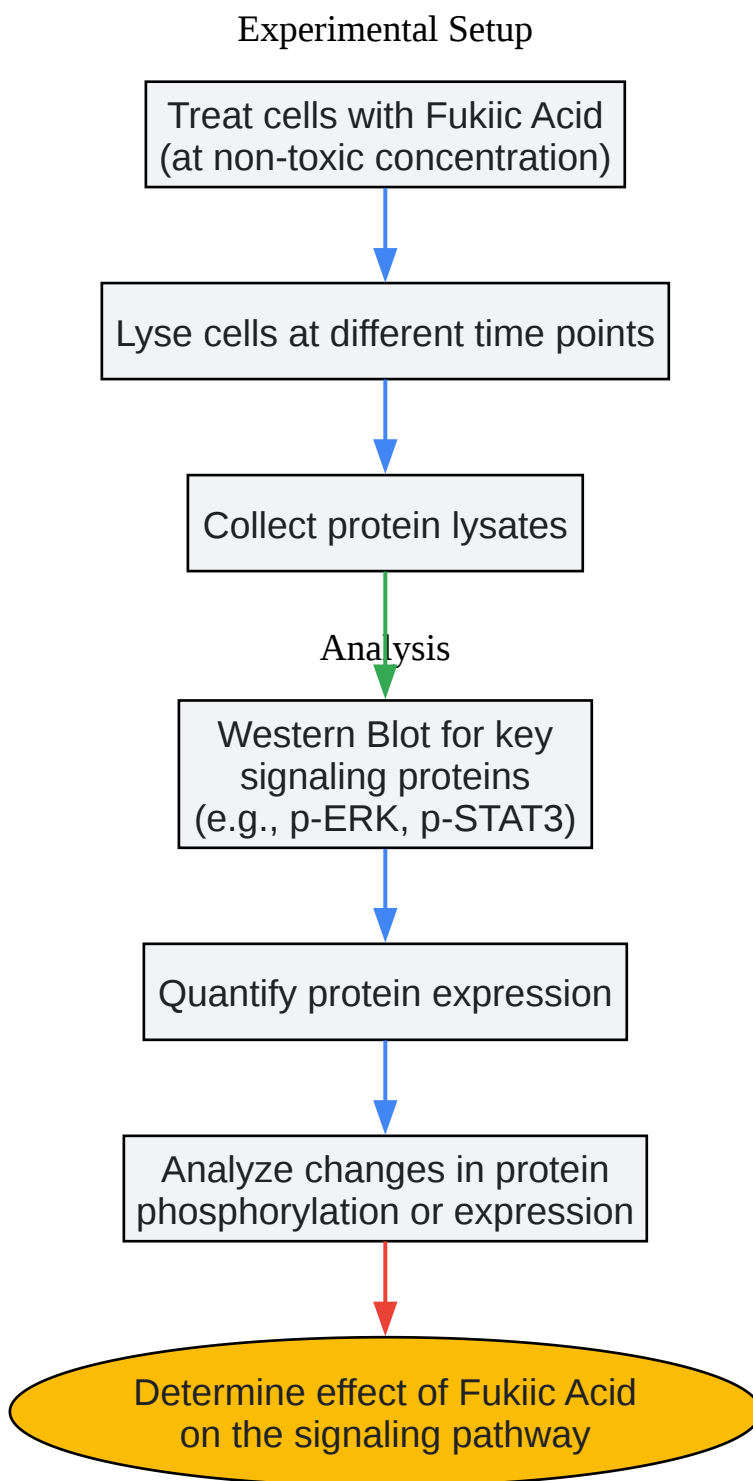 Experimental Setup
Treat cells with Fukiic Acid
(at non-toxic concentration)
Lyse cells at different time points
Collect protein lysates
Analysis
Western Blot for key
signaling proteins
(e.g., p-ERK, p-STAT3)
Quantify protein expression
Analyze changes in protein
phosphorylation or expression
Determine effect of Fukiic Acid
on the signaling pathway